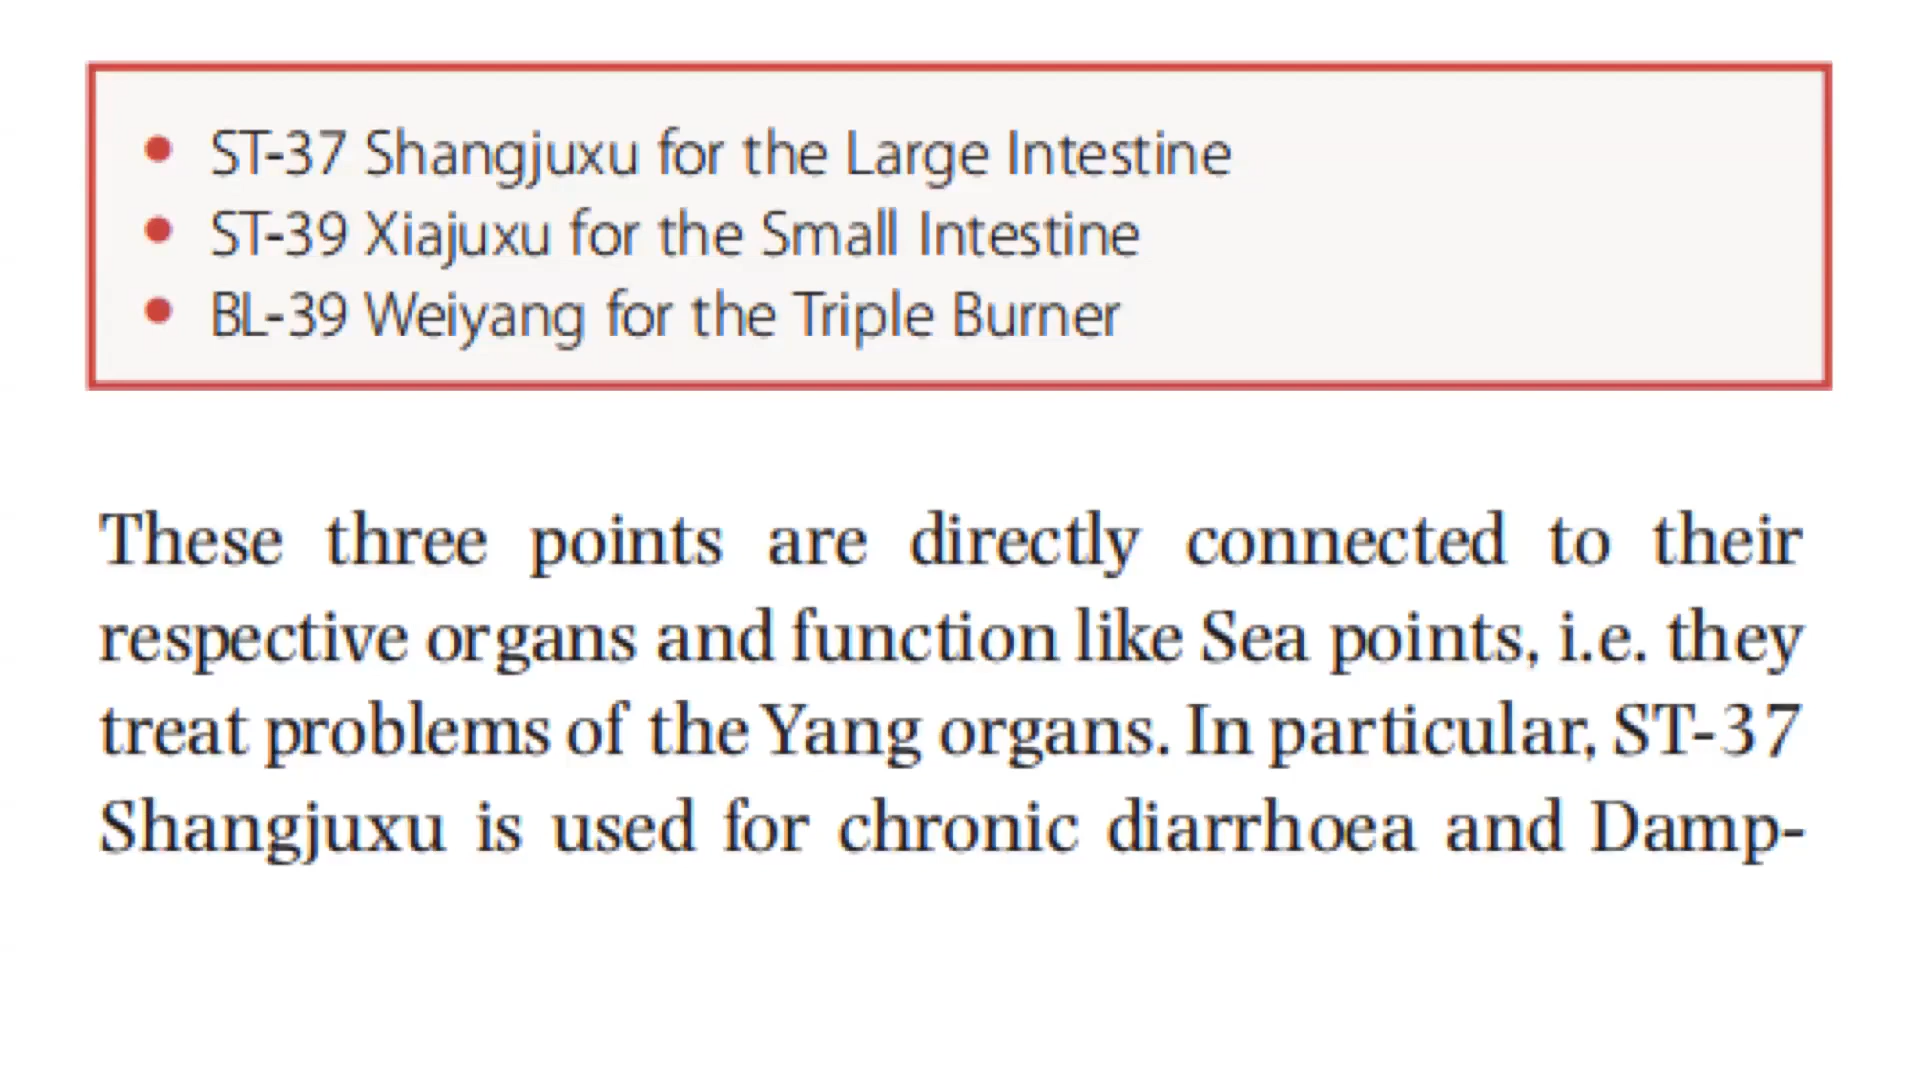 • ST-37 Shangjuxu for the Large Intestine
• ST-39 Xiajuxu for the Small Intestine
• BL-39 Weiyang for the Triple Burner
These three points are directly connected to their
respective organs and function like Sea points, i.e. they
treat problems of the Yang organs. In particular, ST-37
Shangjuxu is used for chronic diarrhoea and Damp-